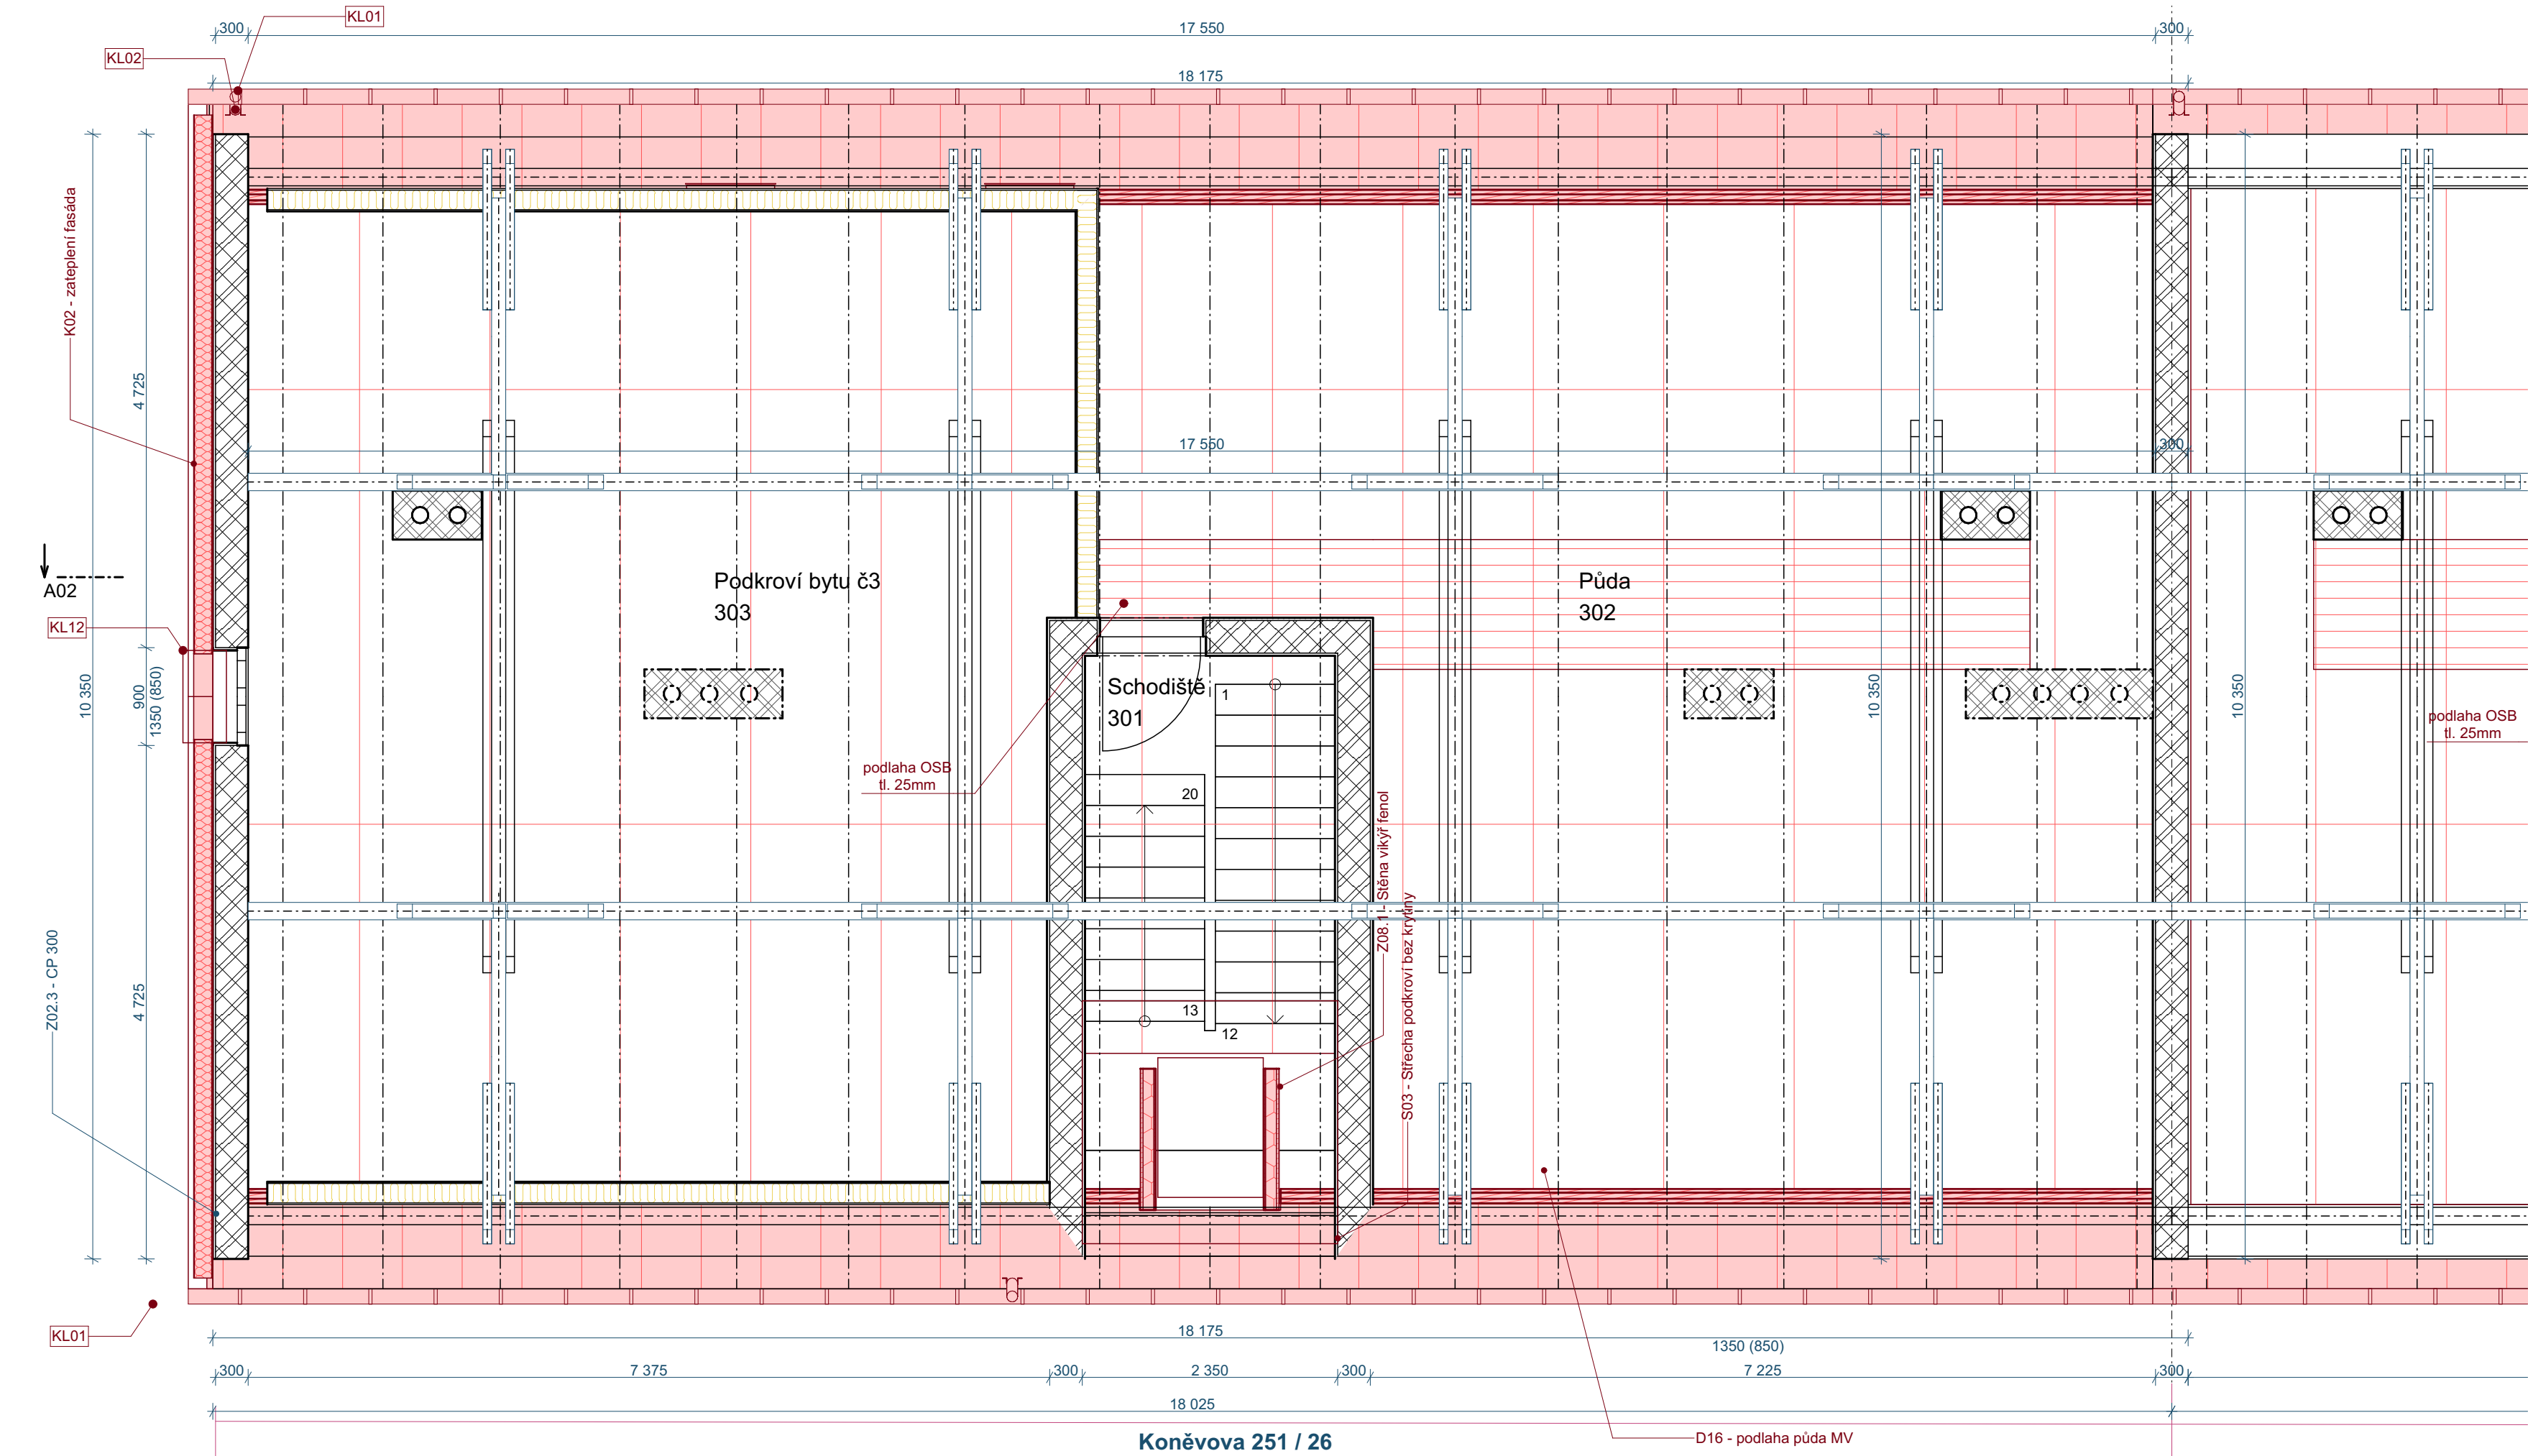 KL01
300
17 550
300
KL02
18 175
K02 - zateplení fasáda
4 725
17 550
300
A02
Podkroví bytu č3
303
Půda
302
KL12
10 350
900
1350 (850)
Schodiště
301
1
10 350
10 350
podlaha OSB
tl. 25mm
podlaha OSB
tl. 25mm
20
Z08.1 - Stěna vikýř fenol
S03 - Střecha podkroví bez krytiny
Z02.3 - CP 300
4 725
13
12
KL01
18 175
1350 (850)
300
7 375
300
2 350
300
7 225
300
18 025
Koněvova 251 / 26
D16 - podlaha půda MV